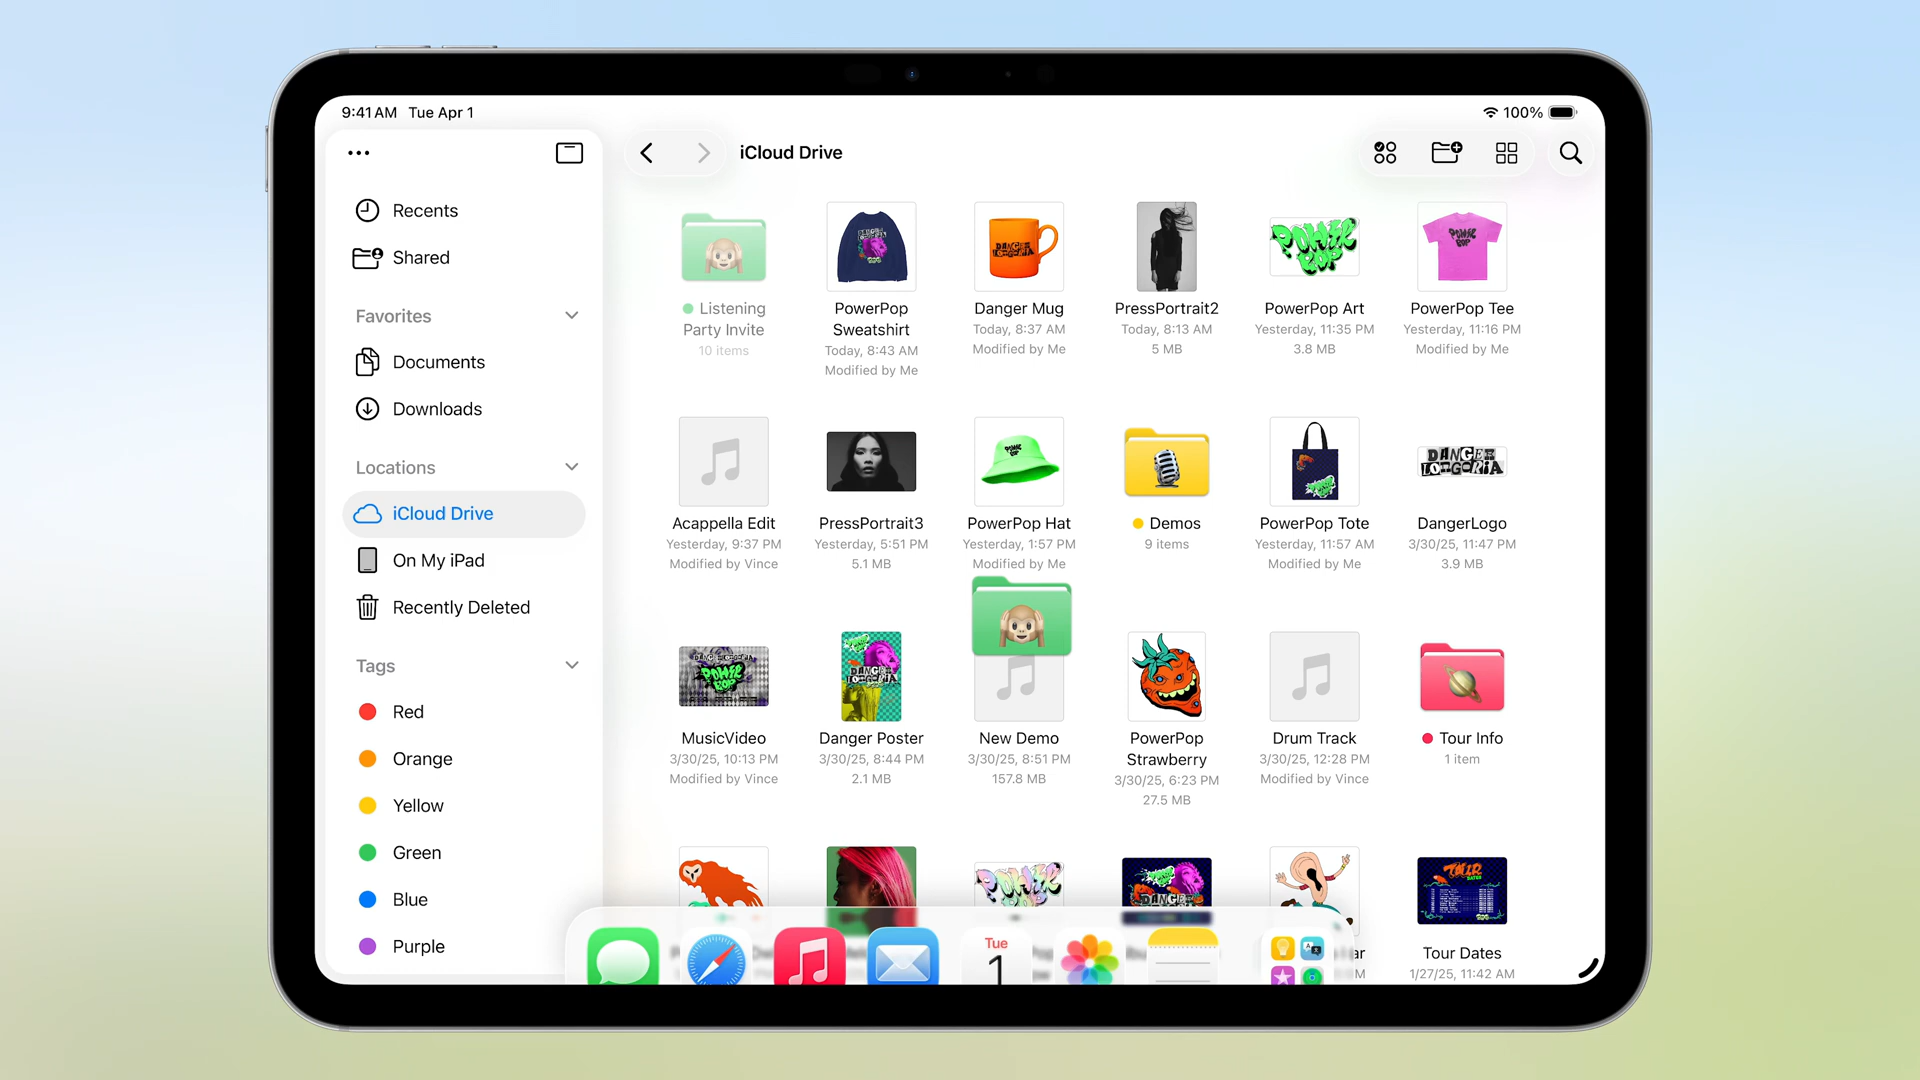 9:41 AM Tue Apr 1
100%
iCloud Drive
Recents
Shared
Favorites
Documents
Downloads
Locations
iCloud Drive
On My iPad
Recently Deleted
Tags
Red
Orange
Yellow
Green
Blue
Purple
Listening
Party Invite
10 items
PowerPop
Sweatshirt
Today, 8:43 AM
Modified by Me
Danger Mug
Today, 8:37 AM
Modified by Me
PressPortrait2
Today, 8:13 AM
5 MB
PowerPop Art
Yesterday, 11:35 PM
3.8 MB
PowerPop Tee
Yesterday, 11:16 PM
Modified by Me
Acappella Edit
Yesterday, 9:37 PM
Modified by Vince
PressPortrait3
Yesterday, 5:51 PM
5.1 MB
PowerPop Hat
Yesterday, 1:57 PM
Modified by Me
Demos
9 items
PowerPop Tote
Yesterday, 11:57 AM
Modified by Me
DANGER
LONGORIA
DangerLogo
3/30/25, 11:47 PM
3.9 MB
MusicVideo
3/30/25, 10:13 PM
Modified by Vince
Danger Poster
3/30/25, 8:44 PM
2.1 MB
New Demo
3/30/25, 8:51 PM
157.8 MB
PowerPop
Strawberry
3/30/25, 6:23 PM
27.5 MB
Drum Track
3/30/25, 12:28 PM
Modified by Vince
Tour Info
1 item
Tour Dates
1/27/25, 11:42 AM
Tue
1